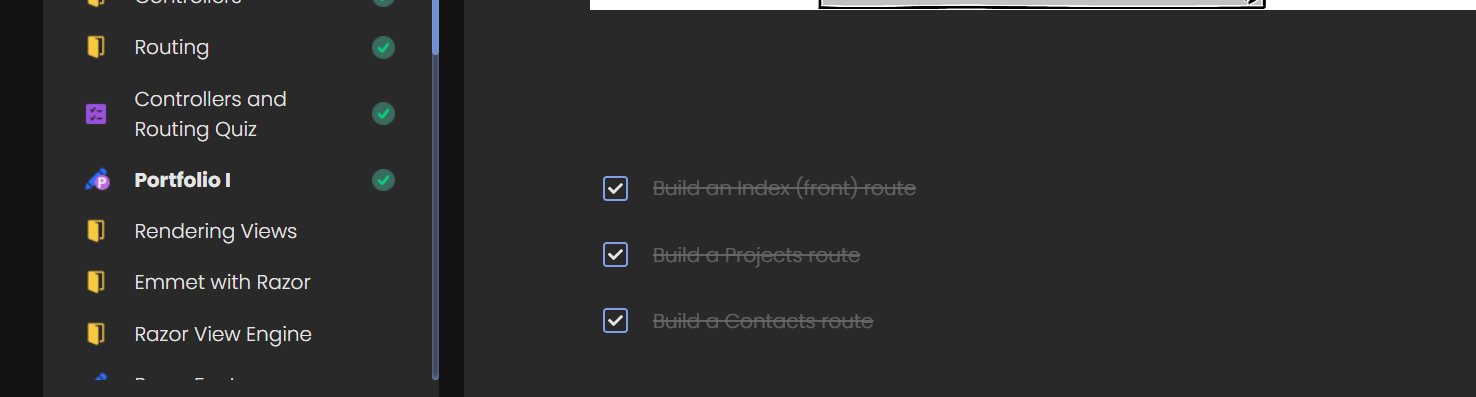 Controllers
Routing
Controllers and
Routing Quiz
Portfolio I
Rendering Views
Emmet with Razor
Razor View Engine
Build an Index (front) route
Build a Projects route
Build a Contacts route